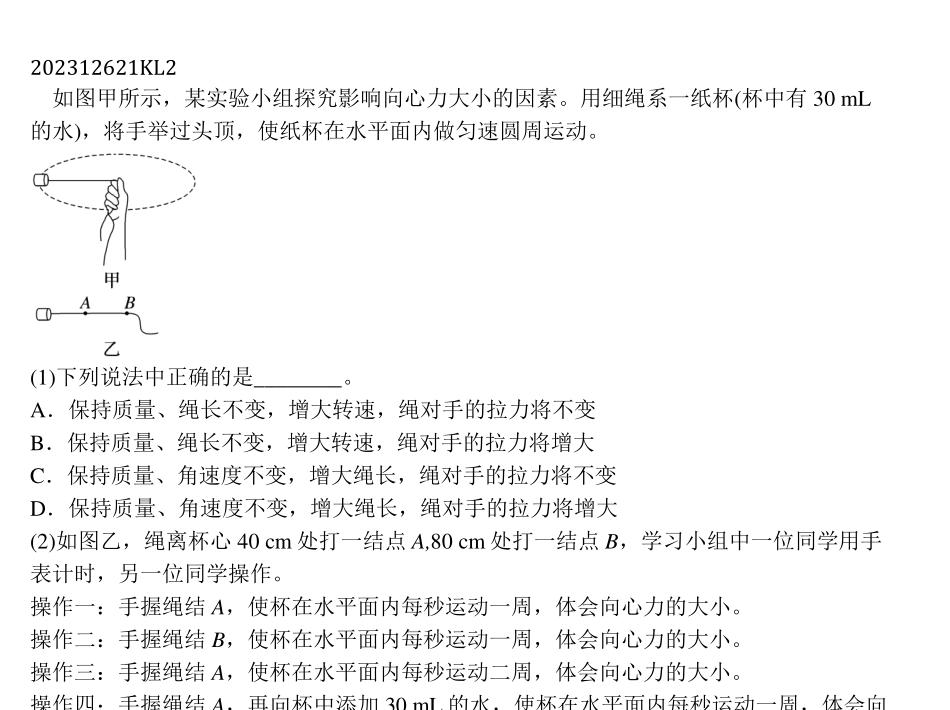 202312621KL2
如图甲所示，某实验小组探究影响向心力大小的因素。用细绳系一纸杯(杯中有 30 mL
的水)，将手举过头顶，使纸杯在水平面内做匀速圆周运动。
甲
A B
乙
(1)下列说法中正确的是________。
A．保持质量、绳长不变，增大转速，绳对手的拉力将不变
B．保持质量、绳长不变，增大转速，绳对手的拉力将增大
C．保持质量、角速度不变，增大绳长，绳对手的拉力将不变
D．保持质量、角速度不变，增大绳长，绳对手的拉力将增大
(2)如图乙，绳离杯心 40 cm 处打一结点 A,80 cm 处打一结点 B，学习小组中一位同学用手
表计时，另一位同学操作。
操作一：手握绳结 A，使杯在水平面内每秒运动一周，体会向心力的大小。
操作二：手握绳结 B，使杯在水平面内每秒运动一周，体会向心力的大小。
操作三：手握绳结 A，使杯在水平面内每秒运动二周，体会向心力的大小。
操作四：手握绳结 A，再向杯中添加 30 mL 的水，使杯在水平面内每秒运动一周，体会向